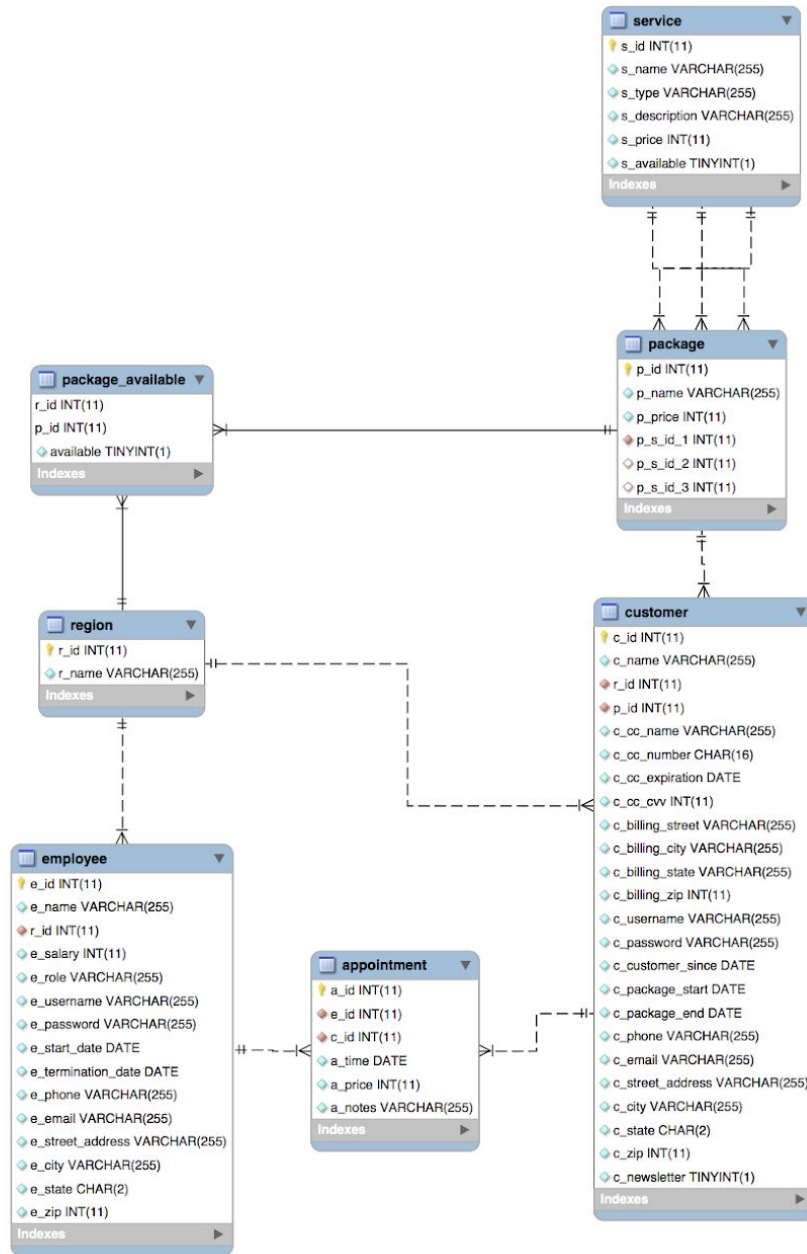 service
s_id INT(11)
s_name VARCHAR(255)
s_type VARCHAR(255)
s_description VARCHAR(255)
s_price INT(11)
s_available TINYINT(1)
Indexes
package
p_id INT(11)
p_name VARCHAR(255)
p_price INT(11)
p_s_id_1 INT(11)
p_s_id_2 INT(11)
p_s_id_3 INT(11)
Indexes
package_available
r_id INT(11)
p_id INT(11)
available TINYINT(1)
Indexes
region
r_id INT(11)
r_name VARCHAR(255)
Indexes
customer
c_id INT(11)
c_name VARCHAR(255)
r_id INT(11)
p_id INT(11)
c_cc_name VARCHAR(255)
c_cc_number CHAR(16)
c_cc_expiration DATE
c_cc_cvv INT(11)
c_billing_street VARCHAR(255)
c_billing_city VARCHAR(255)
c_billing_state VARCHAR(255)
c_billing_zip INT(11)
c_username VARCHAR(255)
c_password VARCHAR(255)
c_customer_since DATE
c_package_start DATE
c_package_end DATE
c_phone VARCHAR(255)
c_email VARCHAR(255)
c_street_address VARCHAR(255)
c_city VARCHAR(255)
c_state CHAR(2)
c_zip INT(11)
c_newsletter TINYINT(1)
Indexes
employee
e_id INT(11)
e_name VARCHAR(255)
r_id INT(11)
e_salary INT(11)
e_role VARCHAR(255)
e_username VARCHAR(255)
e_password VARCHAR(255)
e_start_date DATE
e_termination_date DATE
e_phone VARCHAR(255)
e_email VARCHAR(255)
e_street_address VARCHAR(255)
e_city VARCHAR(255)
e_state CHAR(2)
e_zip INT(11)
Indexes
appointment
a_id INT(11)
e_id INT(11)
c_id INT(11)
a_time DATE
a_price INT(11)
a_notes VARCHAR(255)
Indexes